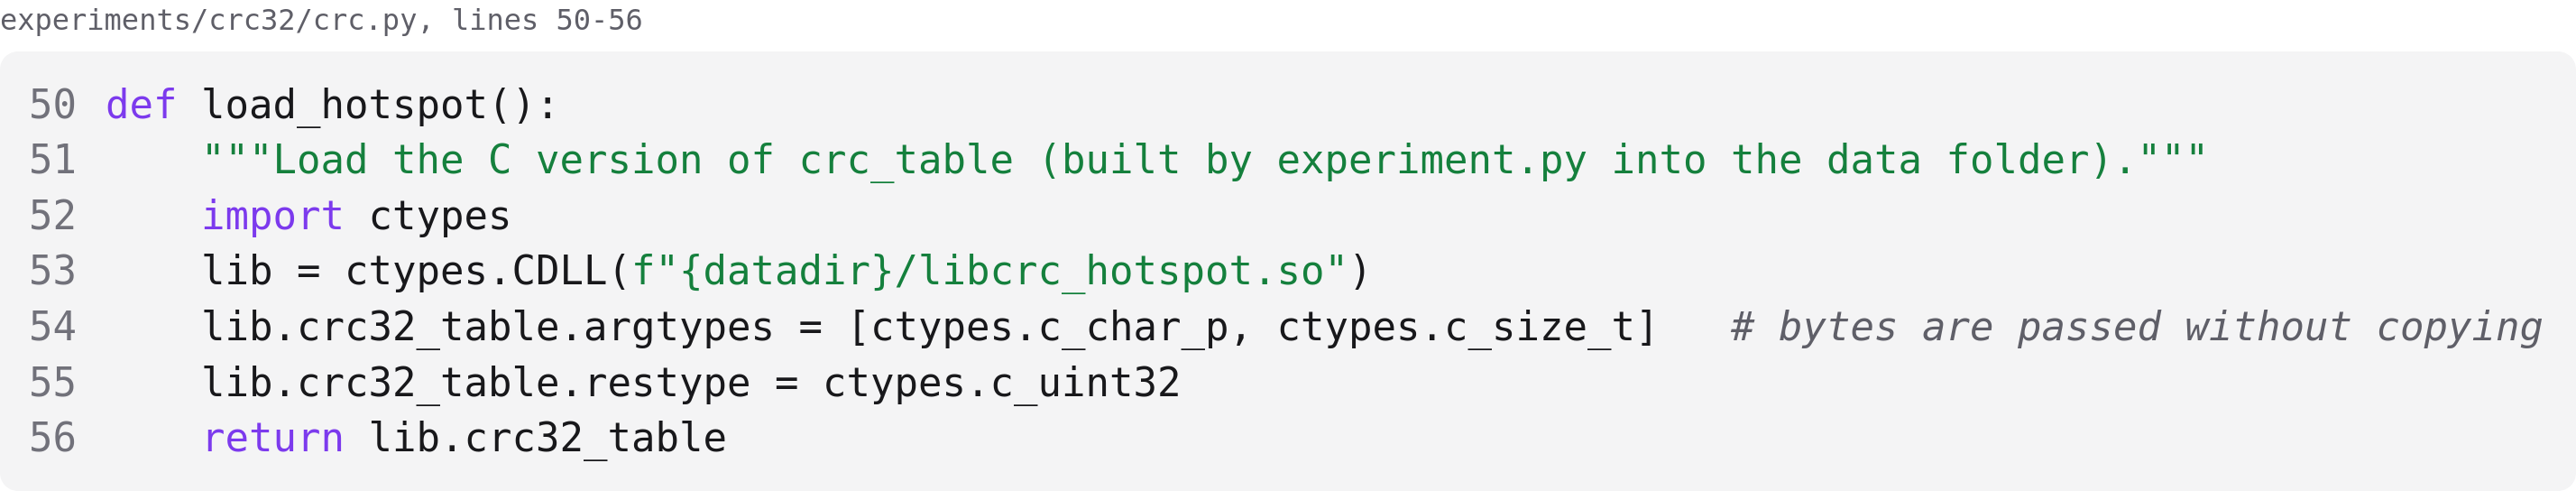 experiments/crc32/crc.py, lines 50-56
50 def load_hotspot():
51     """Load the C version of crc_table (built by experiment.py into the data folder)."""
52     import ctypes
53     lib = ctypes.CDLL(f"{datadir}/libcrc_hotspot.so")
54     lib.crc32_table.argtypes = [ctypes.c_char_p, ctypes.c_size_t]   # bytes are passed without copying
55     lib.crc32_table.restype = ctypes.c_uint32
56     return lib.crc32_table